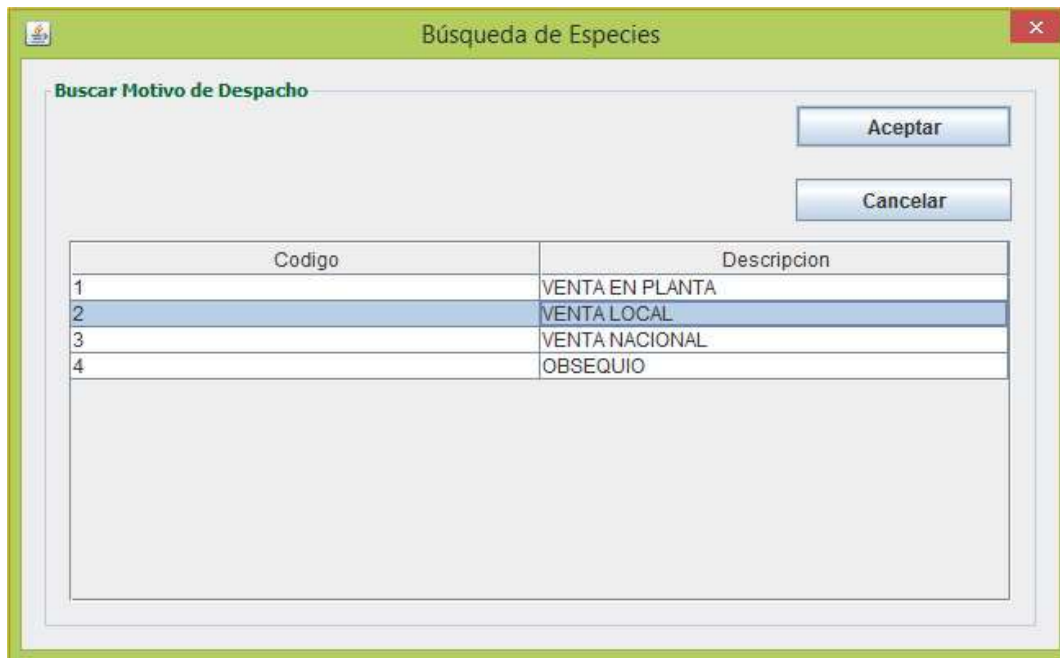 Búsqueda de Especies
Buscar Motivo de Despacho
Aceptar
Cancelar
Codigo Descripcion
1 VENTA EN PLANTA
2 VENTA LOCAL
3 VENTA NACIONAL
4 OBSEQUIO